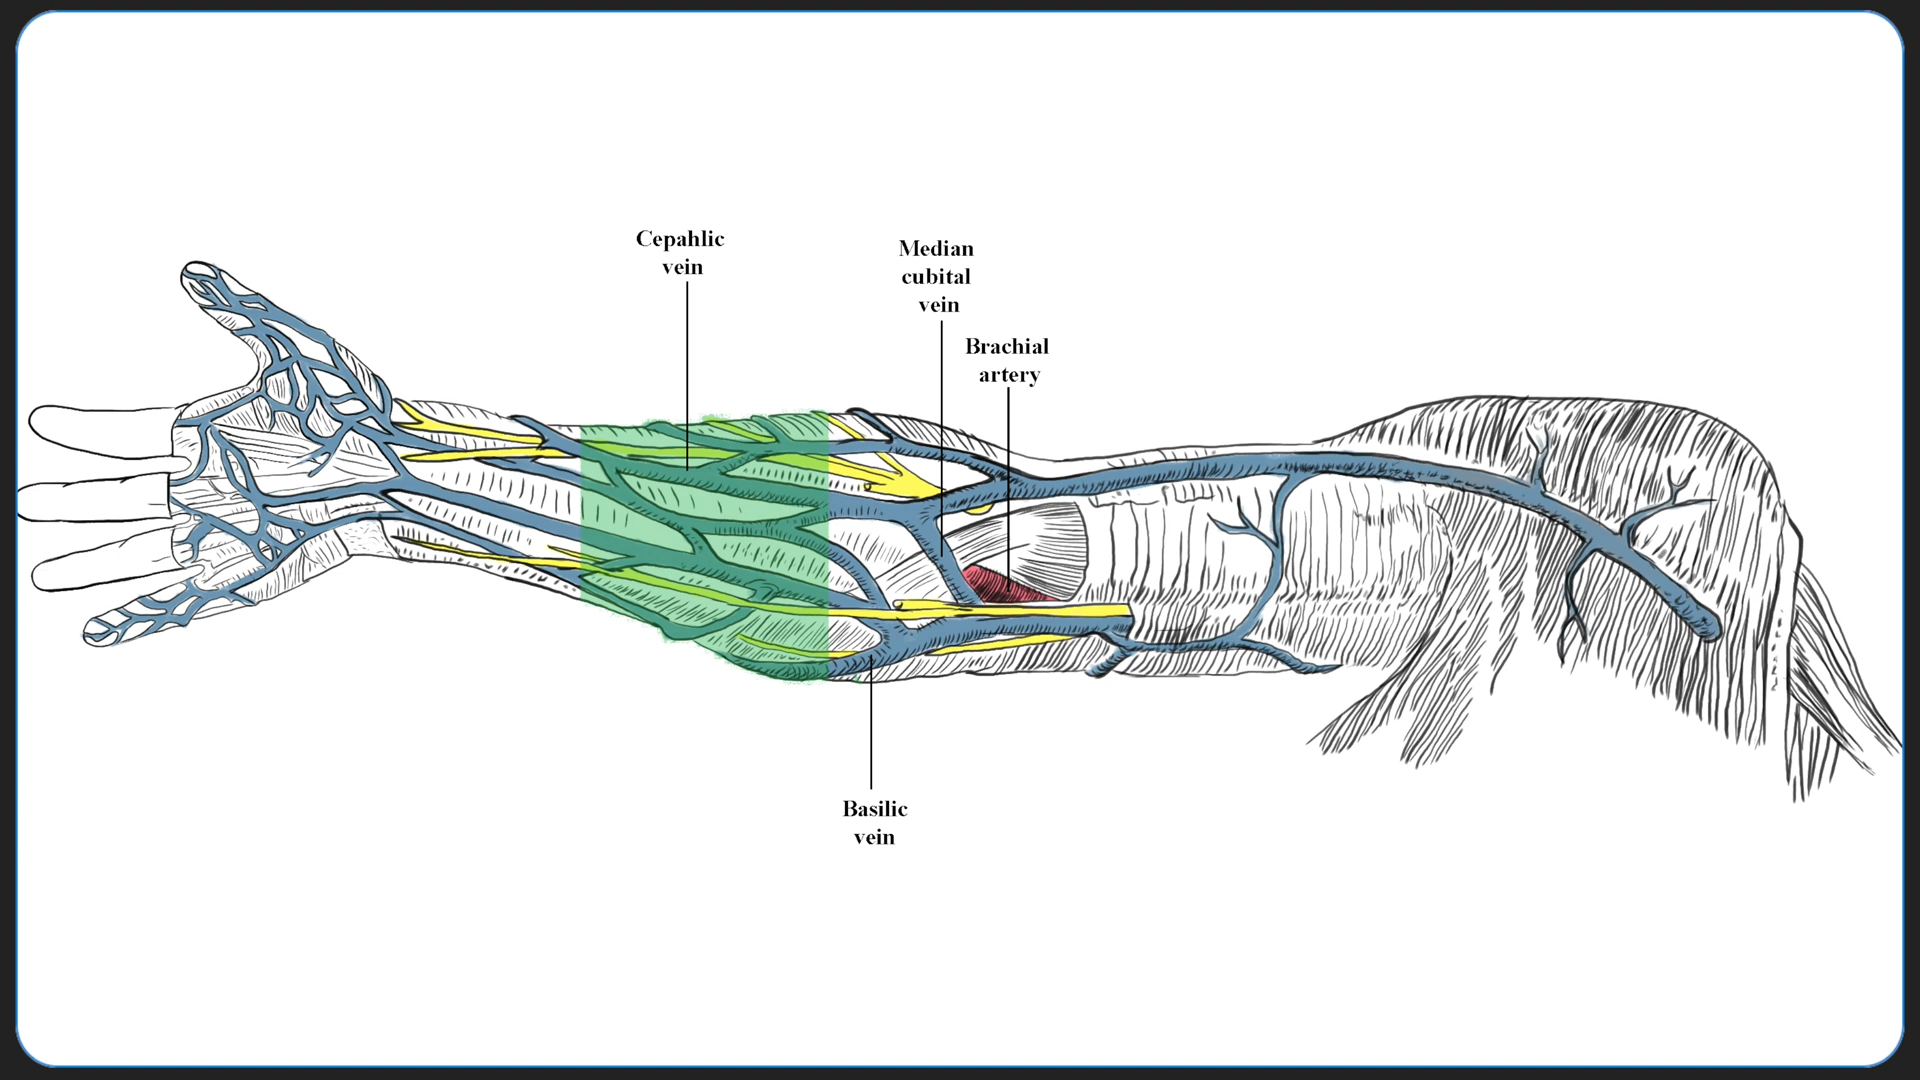 Cepahlic
vein
Median
cubital
vein
Brachial
artery
Basilic
vein